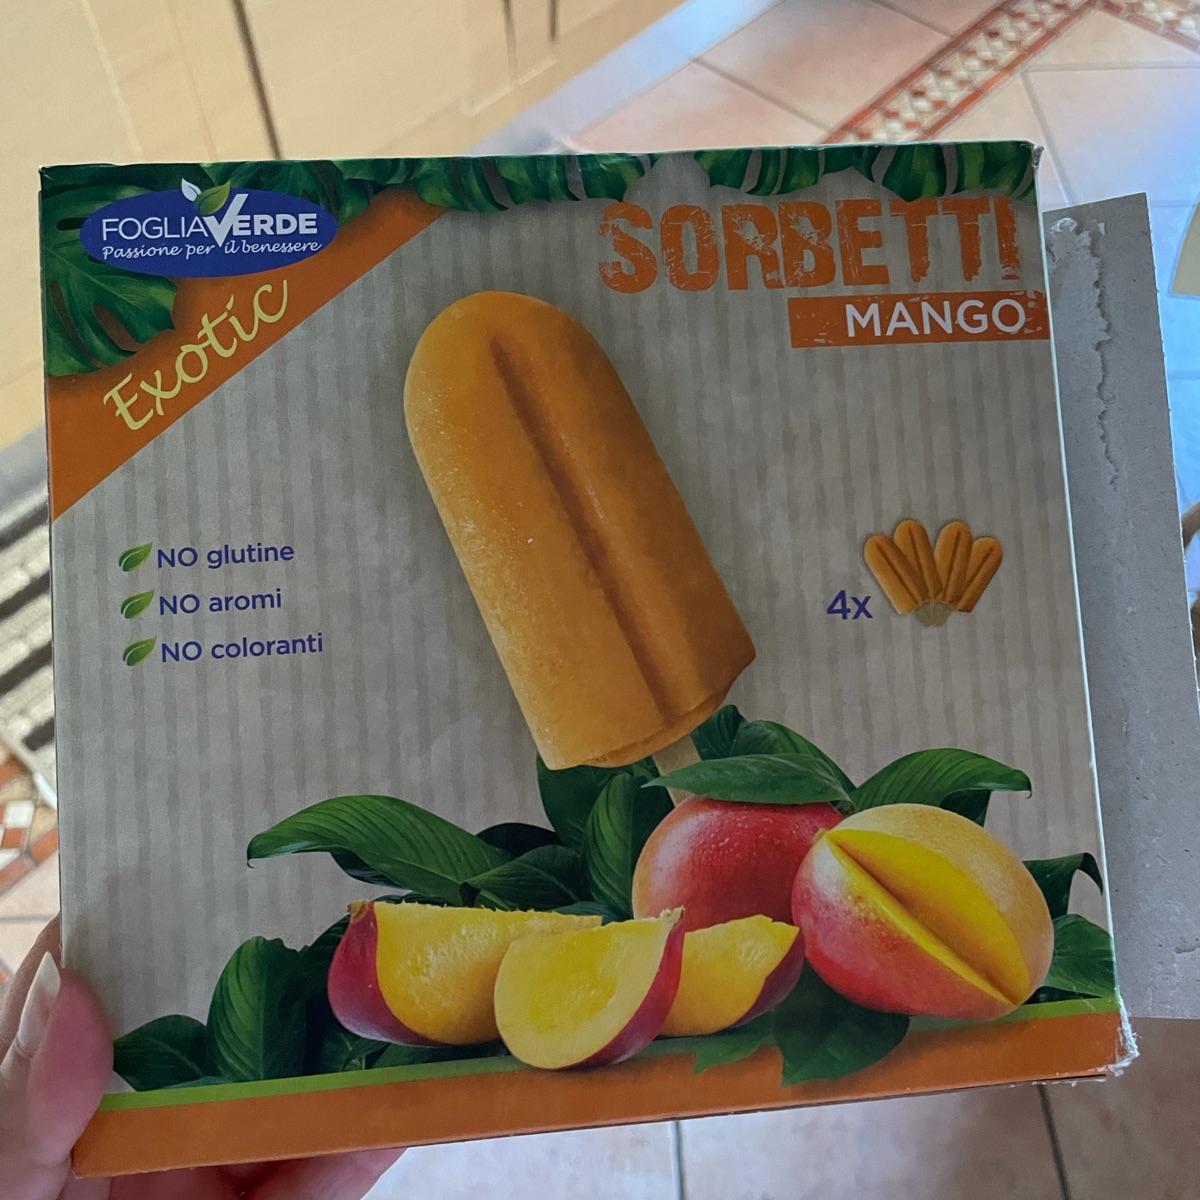 FOGLIAVERDE
Passione per il benessere
Exotic
SORBETTI
MANGO
NO glutine
NO aromi
NO coloranti
4x